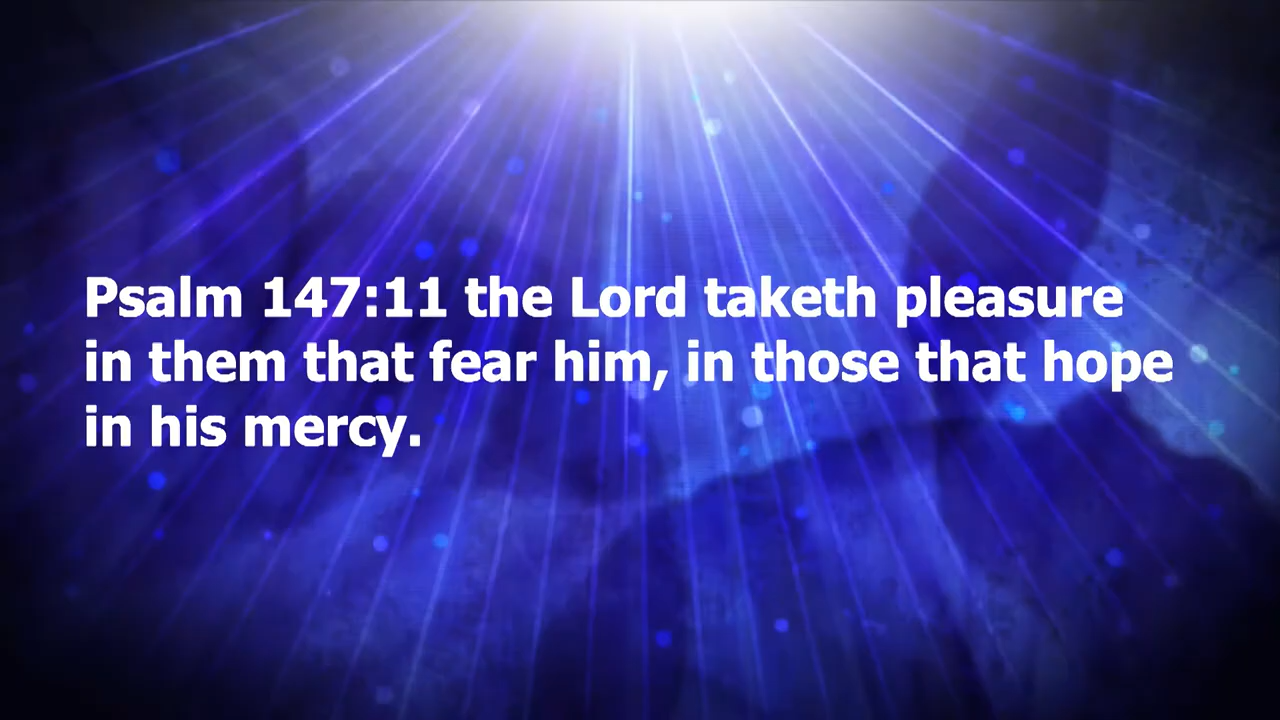 Psalm 147:11 the Lord taketh pleasure
in them that fear him, in those that hope
in his mercy.